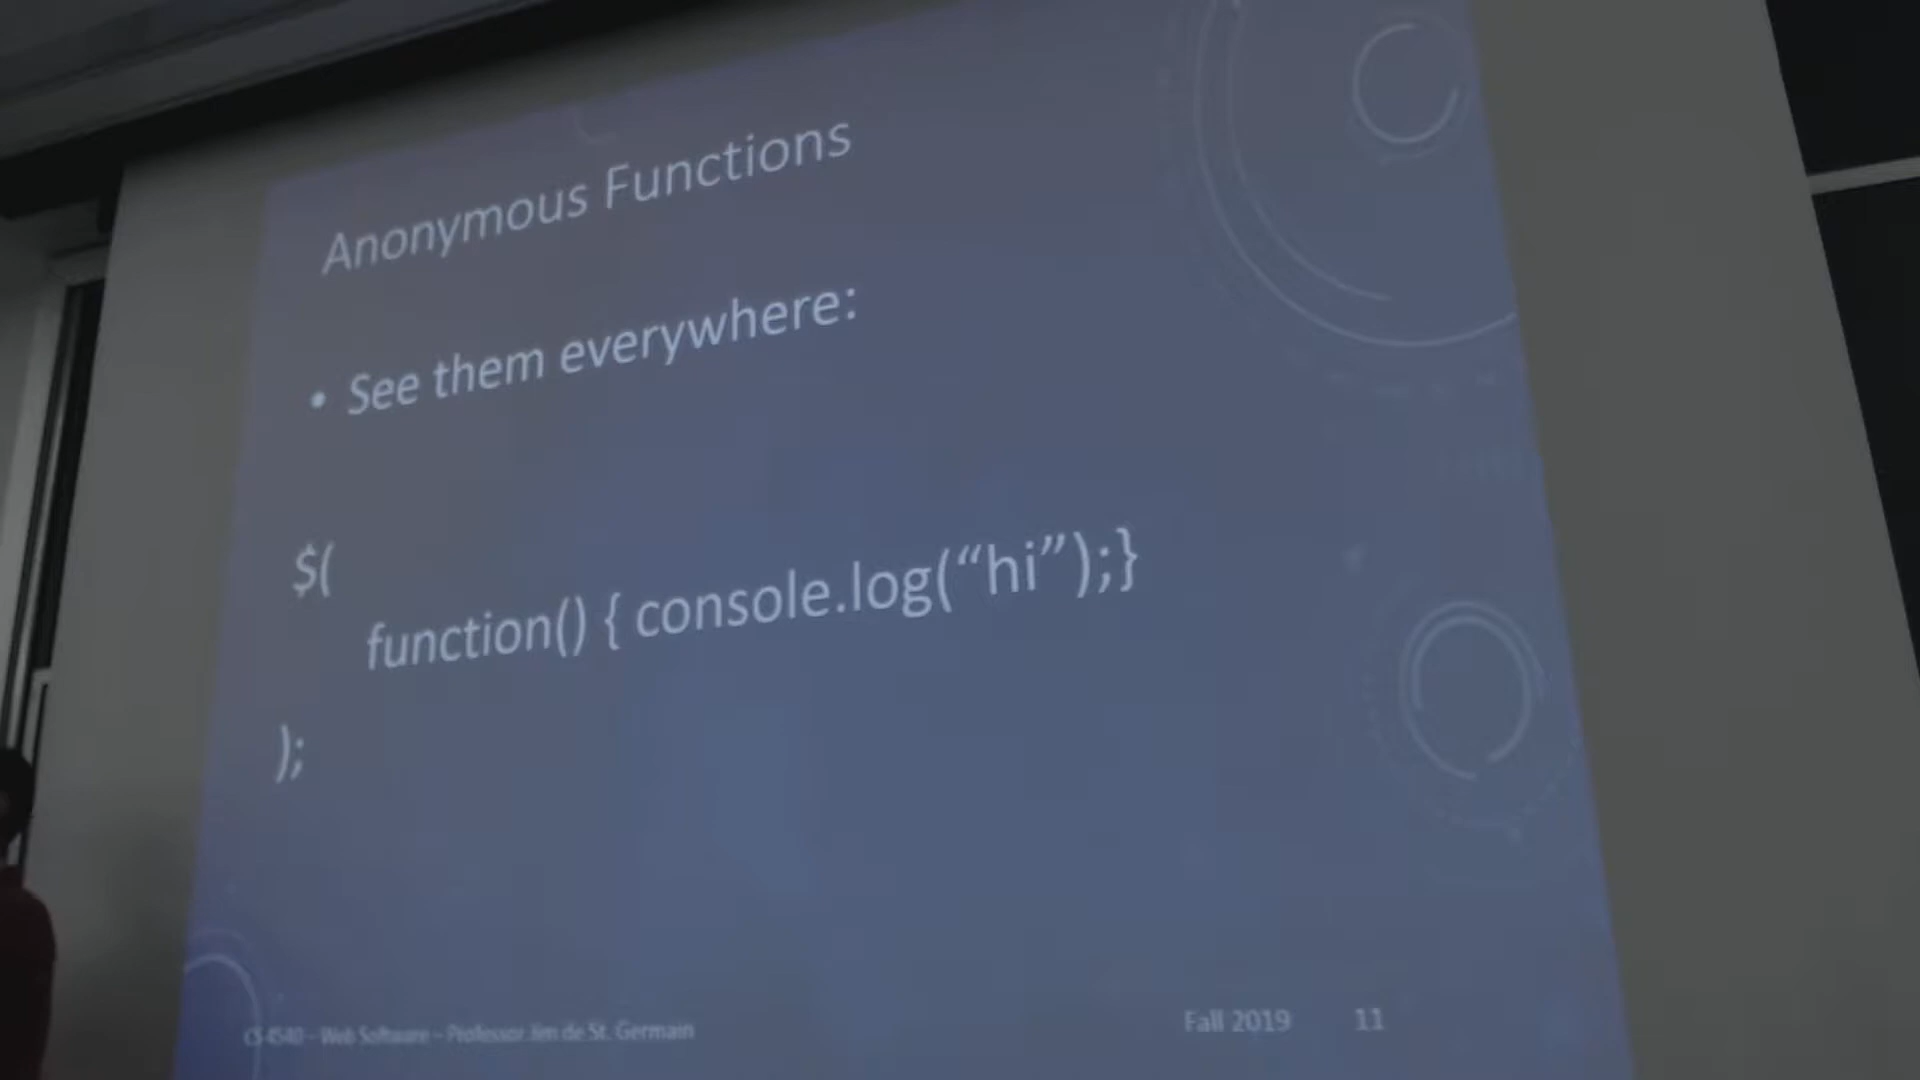 Anonymous Functions
• See them everywhere:
$(
function() { console.log(“hi”);}
);
CS 4540 – Web Software – Professor Jim de St. Germain
Fall 2019 11